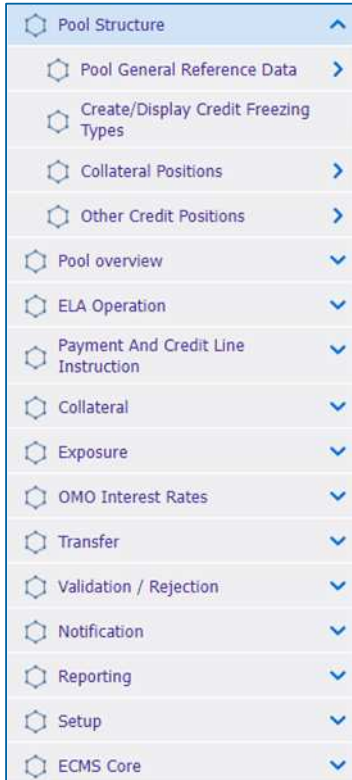 Pool Structure
Pool General Reference Data
Create/Display Credit Freezing
Types
Collateral Positions
Other Credit Positions
Pool overview
ELA Operation
Payment And Credit Line
Instruction
Collateral
Exposure
OMO Interest Rates
Transfer
Validation / Rejection
Notification
Reporting
Setup
ECMS Core